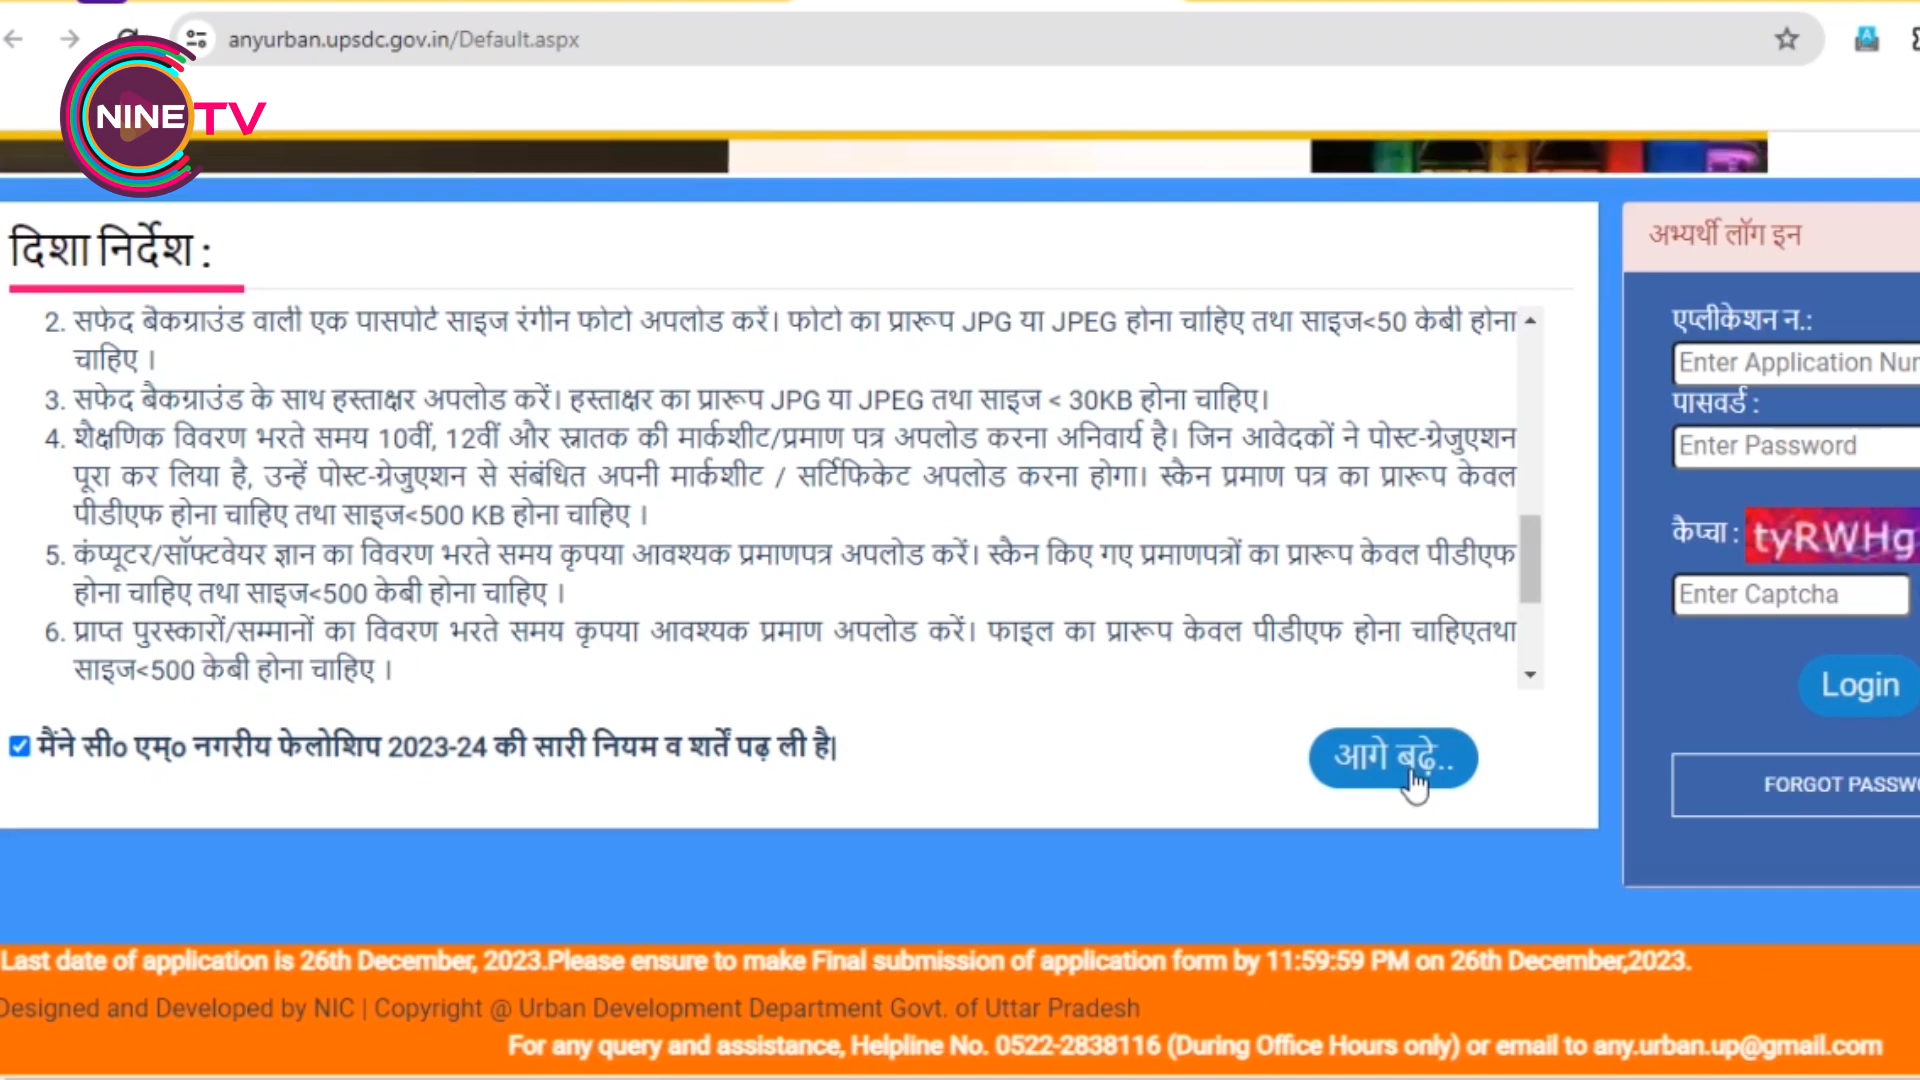 anyurban.upsdc.gov.in/Default.aspx
NINE TV
दिशा निर्देश :
2. सफेद बैकग्राउंड वाली एक पासपोर्ट साइज रंगीन फोटो अपलोड करें। फोटो का प्रारूप JPG या JPEG होना चाहिए तथा साइज<50 केबी होना
चाहिए ।
3. सफेद बैकग्राउंड के साथ हस्ताक्षर अपलोड करें। हस्ताक्षर का प्रारूप JPG या JPEG तथा साइज < 30KB होना चाहिए।
4. शैक्षणिक विवरण भरते समय 10वीं, 12वीं और स्नातक की मार्कशीट/प्रमाण पत्र अपलोड करना अनिवार्य है। जिन आवेदकों ने पोस्ट-ग्रेजुएशन
पूरा कर लिया है, उन्हें पोस्ट-ग्रेजुएशन से संबंधित अपनी मार्कशीट / सर्टिफिकेट अपलोड करना होगा। स्कैन प्रमाण पत्र का प्रारूप केवल
पीडीएफ होना चाहिए तथा साइज<500 KB होना चाहिए ।
5. कंप्यूटर/सॉफ्टवेयर ज्ञान का विवरण भरते समय कृपया आवश्यक प्रमाणपत्र अपलोड करें। स्कैन किए गए प्रमाणपत्रों का प्रारूप केवल पीडीएफ
होना चाहिए तथा साइज<500 केबी होना चाहिए ।
6. प्राप्त पुरस्कारों/सम्मानों का विवरण भरते समय कृपया आवश्यक प्रमाण अपलोड करें। फाइल का प्रारूप केवल पीडीएफ होना चाहिएतथा
साइज<500 केबी होना चाहिए ।
मैंने सी० एम्० नगरीय फेलोशिप 2023-24 की सारी नियम व शर्तें पढ़ ली है|
आगे बढ़े..
अभ्यर्थी लॉग इन
एप्लीकेशन न.:
Enter Application Nur
पासवर्ड :
Enter Password
कैप्चा : tyRWHg
Enter Captcha
Login
FORGOT PASSWO
Last date of application is 26th December, 2023.Please ensure to make Final submission of application form by 11:59:59 PM on 26th December,2023.
Designed and Developed by NIC | Copyright @ Urban Development Department Govt. of Uttar Pradesh
For any query and assistance, Helpline No. 0522-2838116 (During Office Hours only) or email to any.urban.up@gmail.com